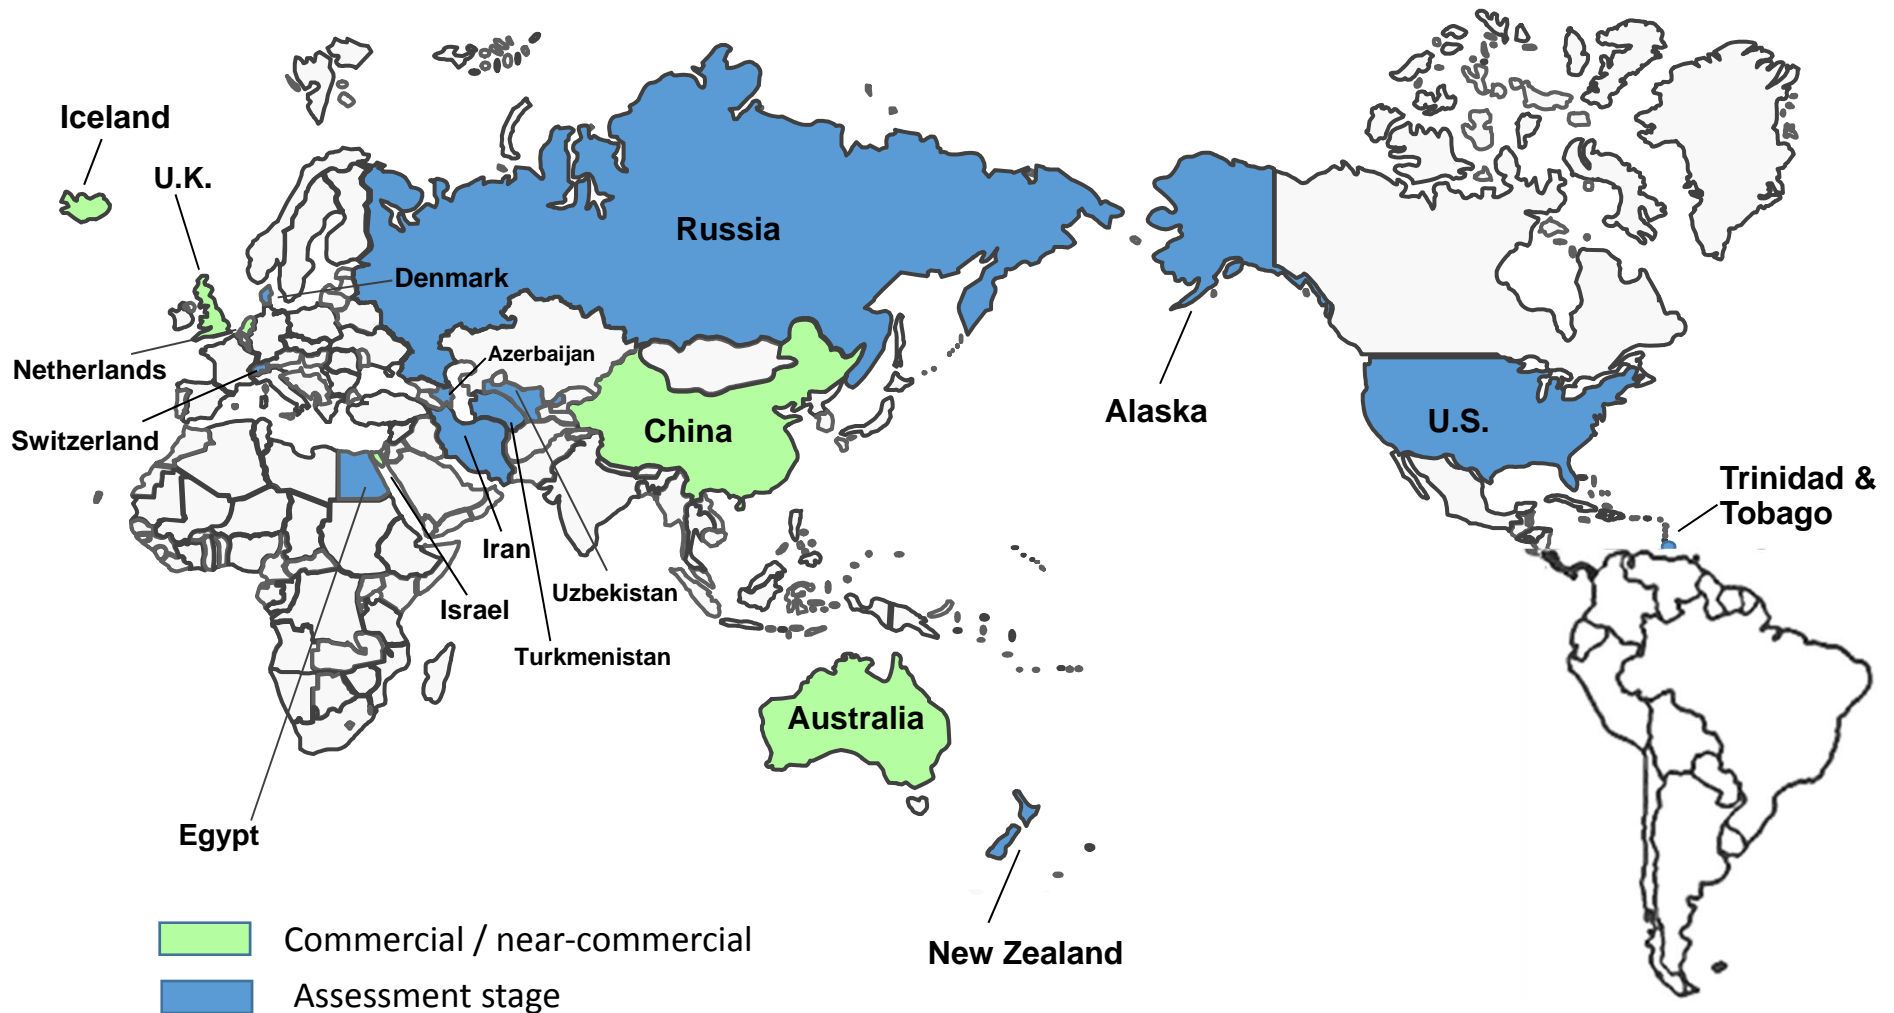 Iceland
U.K.
Russia
Denmark
Netherlands
Azerbaijan
Switzerland
China
Alaska
U.S.
Trinidad &
Tobago
Iran
Uzbekistan
Israel
Turkmenistan
Australia
Egypt
New Zealand
Commercial / near-commercial
Assessment stage